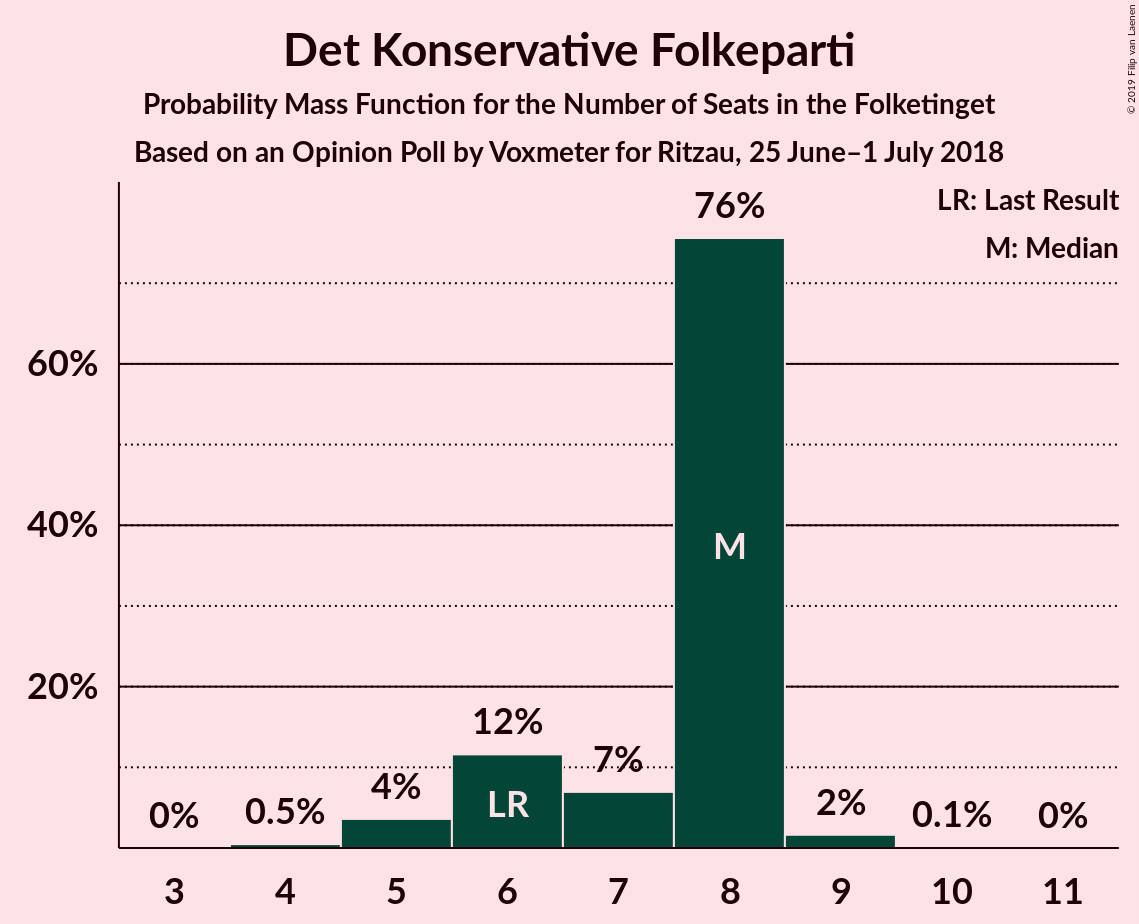 Det Konservative Folkeparti
Probability Mass Function for the Number of Seats in the Folketinget
Based on an Opinion Poll by Voxmeter for Ritzau, 25 June–1 July 2018
© 2019 Filip van Laenen
LR: Last Result
M: Median
60%
40%
20%
0%
0.5%
4%
12%
7%
76%
2%
0.1%
0%
LR
M
3 4 5 6 7 8 9 10 11